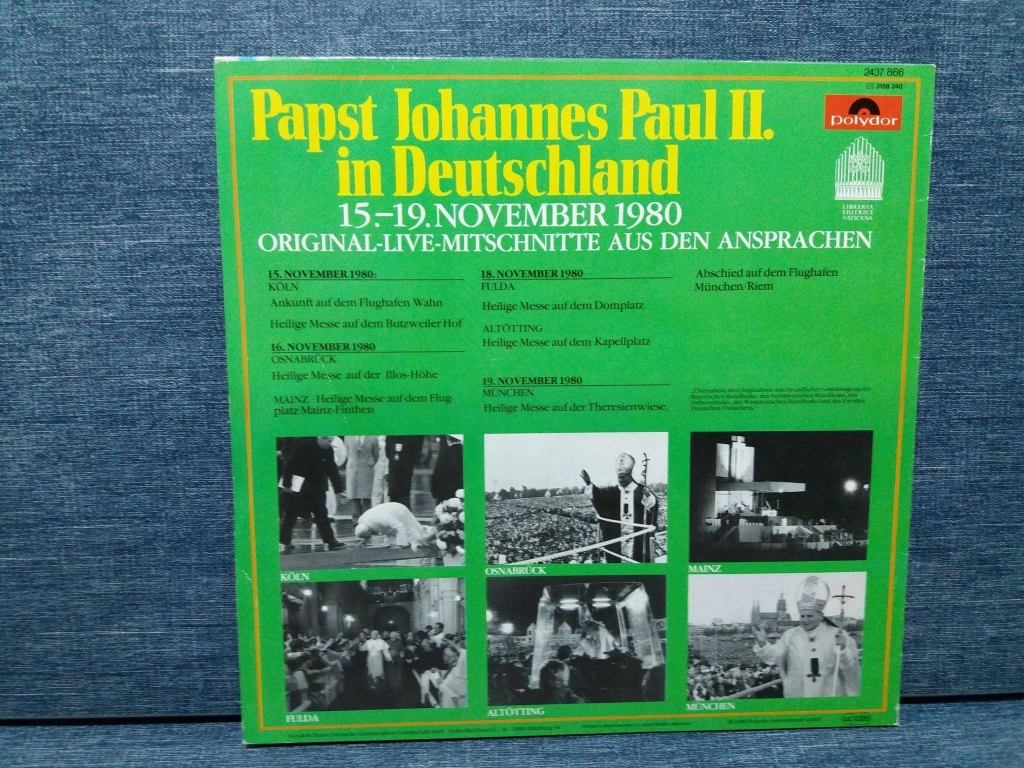 2437 866
3158 240
Papst Johannes Paul II.
in Deutschland
15.–19. NOVEMBER 1980
ORIGINAL-LIVE-MITSCHNITTE AUS DEN ANSPRACHEN
polydor
LIBRERIA
EDITRICE
VATICANA
15. NOVEMBER 1980:
KÖLN
Ankunft auf dem Flughafen Wahn
Heilige Messe auf dem Butzweiler Hof
16. NOVEMBER 1980
OSNABRÜCK
Heilige Messe auf der Illos-Höhe
MAINZ - Heilige Messe auf dem Flug-
platz Mainz-Finthen
18. NOVEMBER 1980
FULDA
Heilige Messe auf dem Domplatz
ALTÖTTING
Heilige Messe auf dem Kapellplatz
19. NOVEMBER 1980
MÜNCHEN
Heilige Messe auf der Theresienwiese,
Abschied auf dem Flughafen
München/Riem
KÖLN
OSNABRÜCK
MAINZ
FULDA
ALTÖTTING
MÜNCHEN